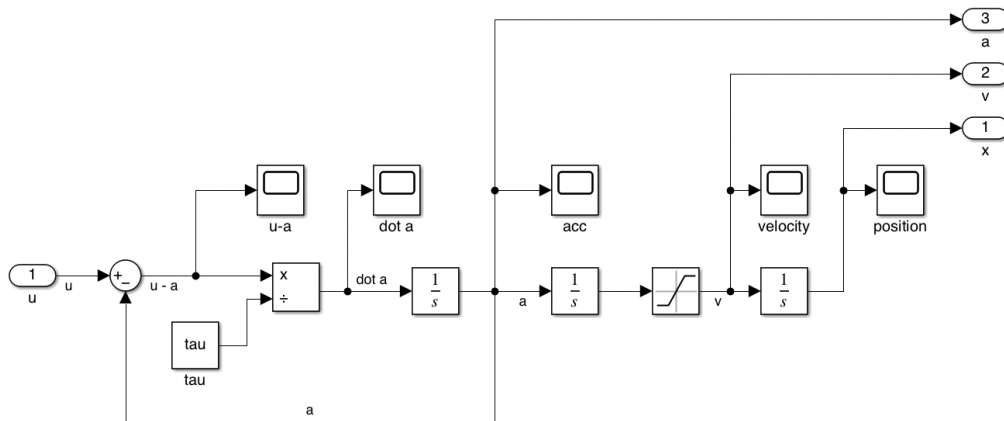 3
a
2
v
1
x
u-a
dot a
acc
velocity
position
1
u
u
+
−
u - a
x
÷
dot a
1
s
a
1
s
v
1
s
tau
tau
a